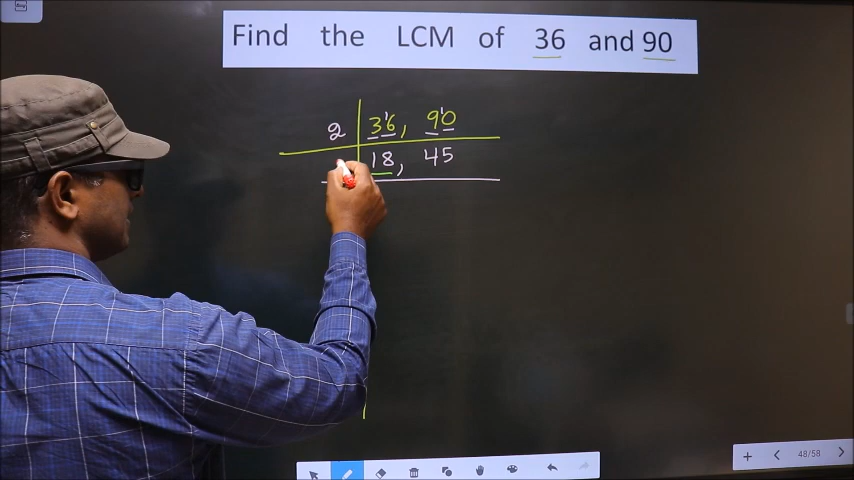 Find the LCM of 36 and 90
2 36, 90
18, 45
48/58